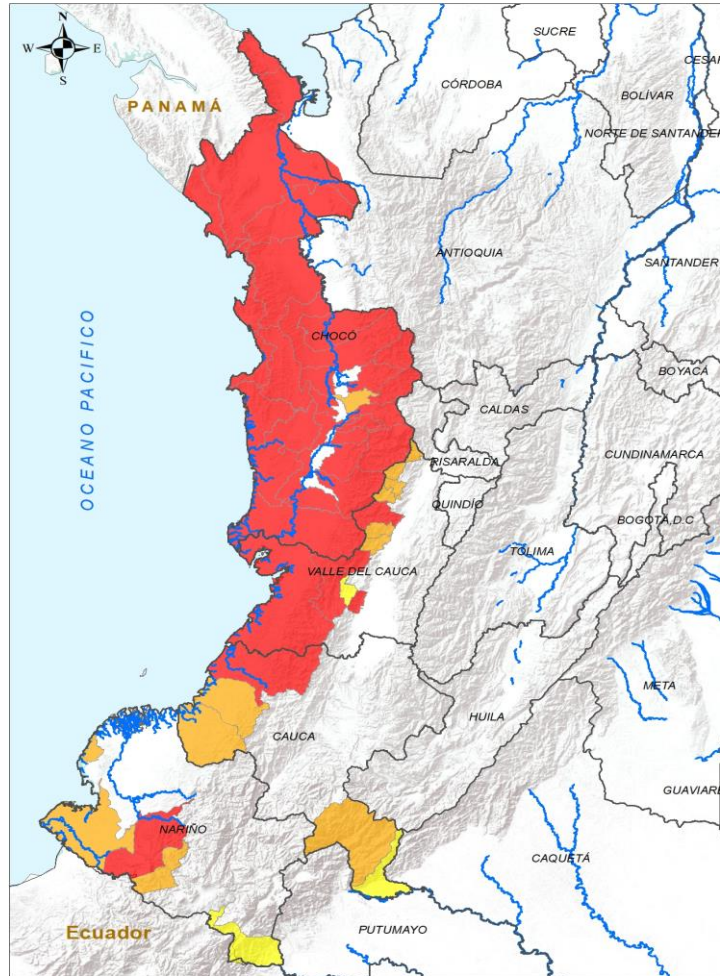 N
W E
S
SUCRE
CESAR
CÓRDOBA
BOLÍVAR
PANAMÁ
NORTE DE SANTANDER
ANTIOQUIA
SANTANDER
OCEANO PACIFICO
CHOCÓ
BOYACÁ
CALDAS
CUNDINAMARCA
RISARALDA
QUINDÍO
BOGOTÁ, D.C
TOLIMA
VALLE DEL CAUCA
META
HUILA
CAUCA
GUAVIARE
NARIÑO
CAQUETÁ
Ecuador
PUTUMAYO